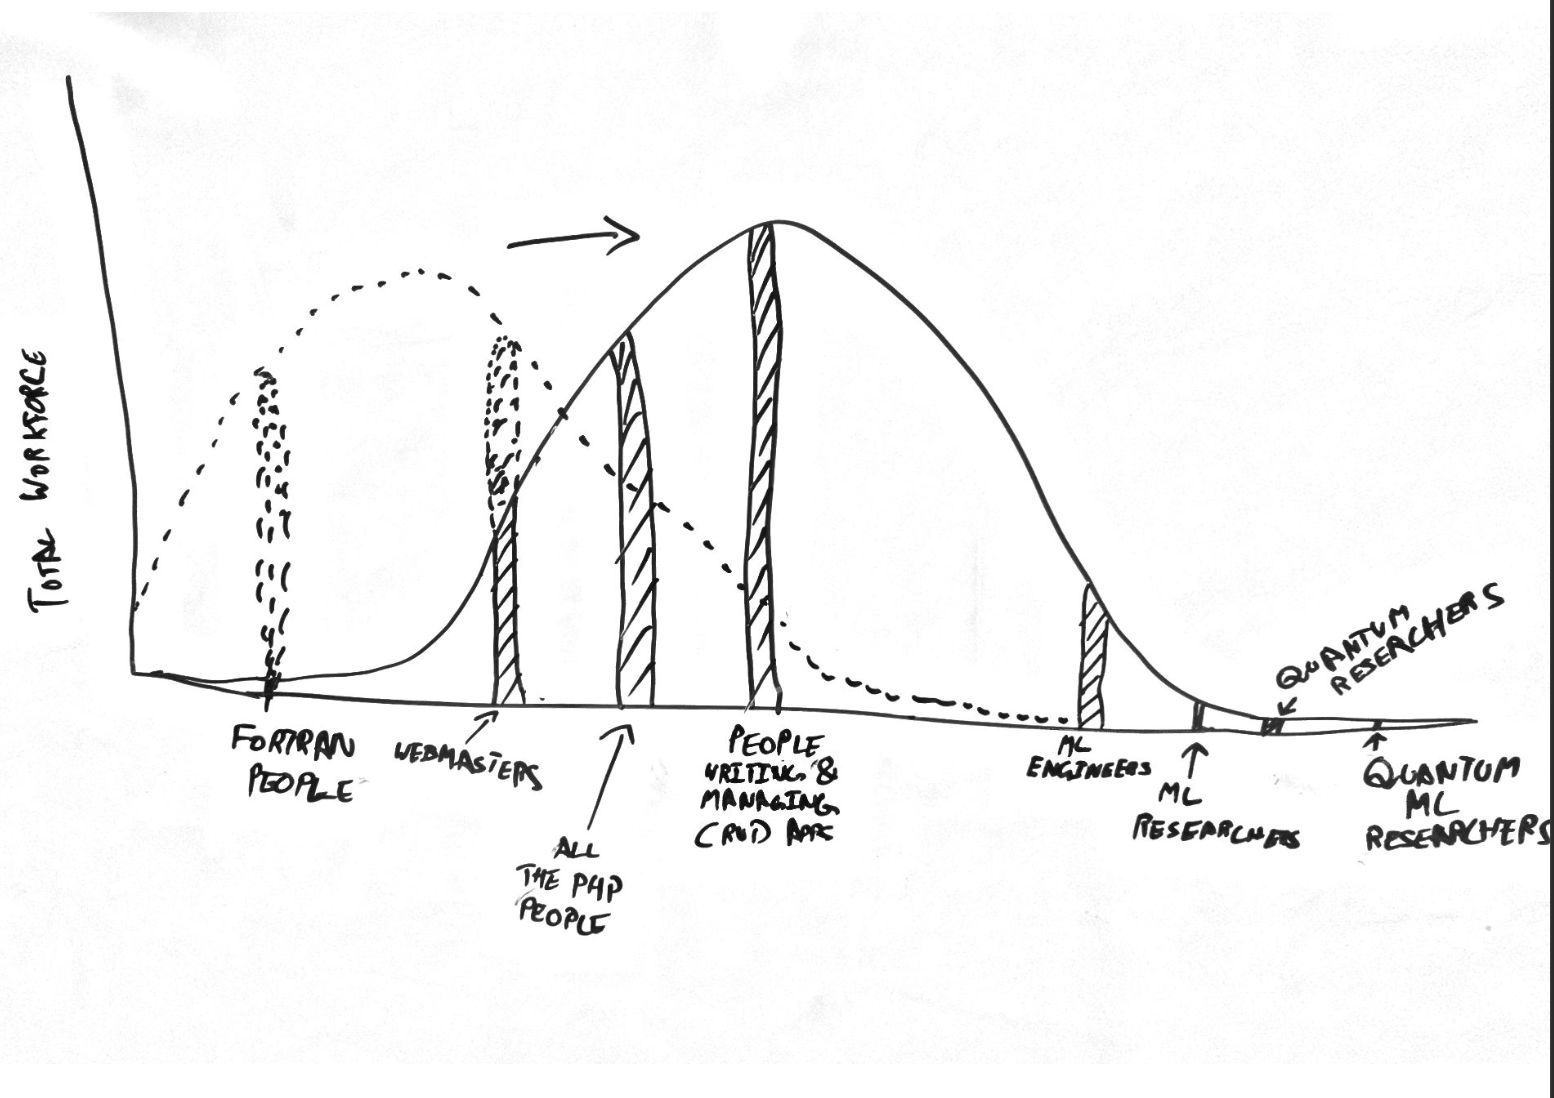 TOTAL WORKFORCE
FORTRAN
PEOPLE
WEBMASTERS
ALL
THE PHP
PEOPLE
PEOPLE
WRITING &
MANAGING
CRUD APPS
ML
ENGINEERS
ML
RESEARCHERS
QUANTUM
RESEARCHERS
QUANTUM
ML
RESEARCHERS